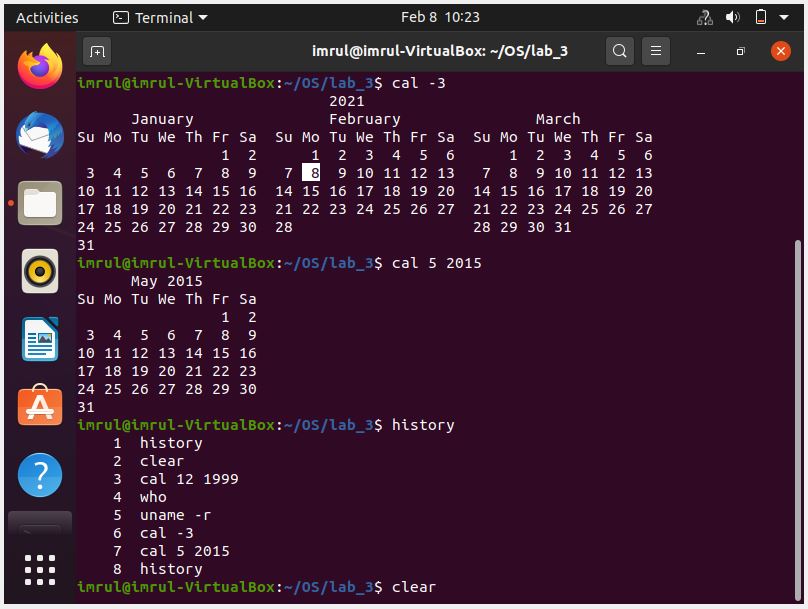 Activities Terminal Feb 8 10:23
imrul@imrul-VirtualBox: ~/OS/lab_3
imrul@imrul-VirtualBox:~/OS/lab_3$ cal -3
                            2021
      January               February               March
Su Mo Tu We Th Fr Sa  Su Mo Tu We Th Fr Sa  Su Mo Tu We Th Fr Sa
                1  2      1  2  3  4  5  6      1  2  3  4  5  6
 3  4  5  6  7  8  9   7  8  9 10 11 12 13   7  8  9 10 11 12 13
10 11 12 13 14 15 16  14 15 16 17 18 19 20  14 15 16 17 18 19 20
17 18 19 20 21 22 23  21 22 23 24 25 26 27  21 22 23 24 25 26 27
24 25 26 27 28 29 30  28                    28 29 30 31
31
imrul@imrul-VirtualBox:~/OS/lab_3$ cal 5 2015
      May 2015
Su Mo Tu We Th Fr Sa
                1  2
 3  4  5  6  7  8  9
10 11 12 13 14 15 16
17 18 19 20 21 22 23
24 25 26 27 28 29 30
31
imrul@imrul-VirtualBox:~/OS/lab_3$ history
    1  history
    2  clear
    3  cal 12 1999
    4  who
    5  uname -r
    6  cal -3
    7  cal 5 2015
    8  history
imrul@imrul-VirtualBox:~/OS/lab_3$ clear